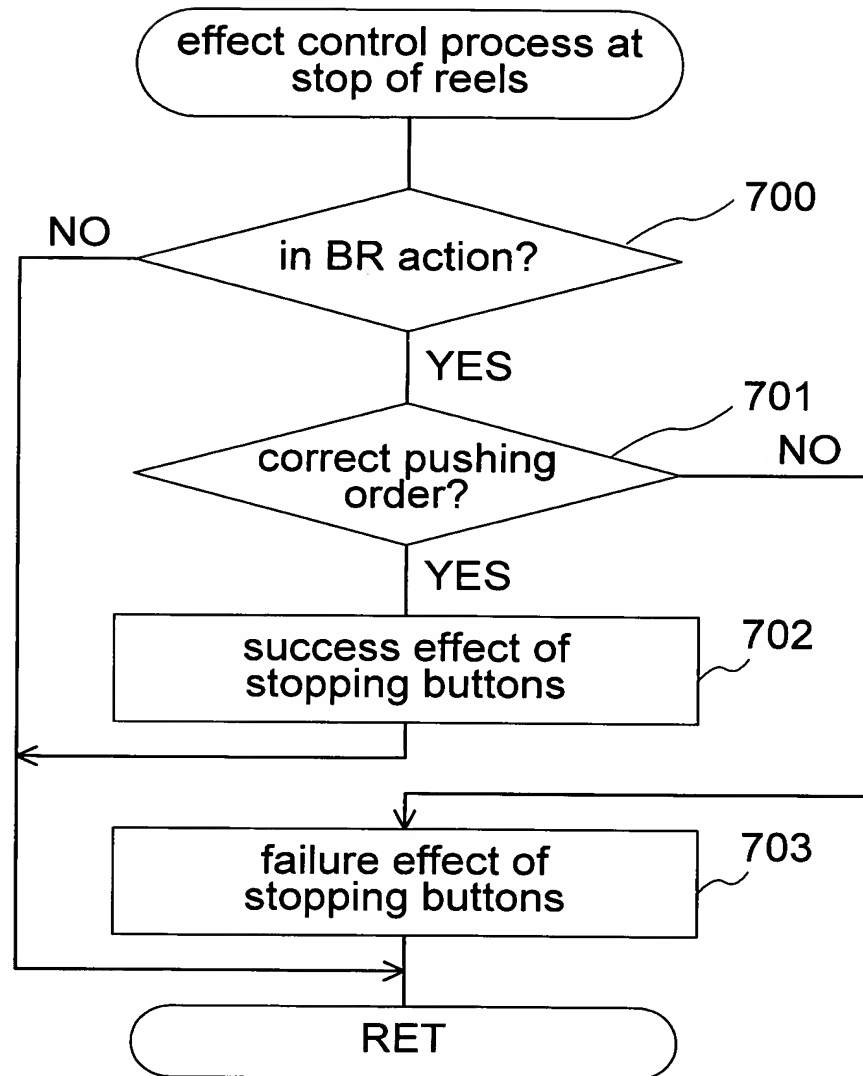 effect control process at
stop of reels
700
NO
in BR action?
YES
701
correct pushing
order?
NO
YES
success effect of
stopping buttons
702
failure effect of
stopping buttons
703
RET